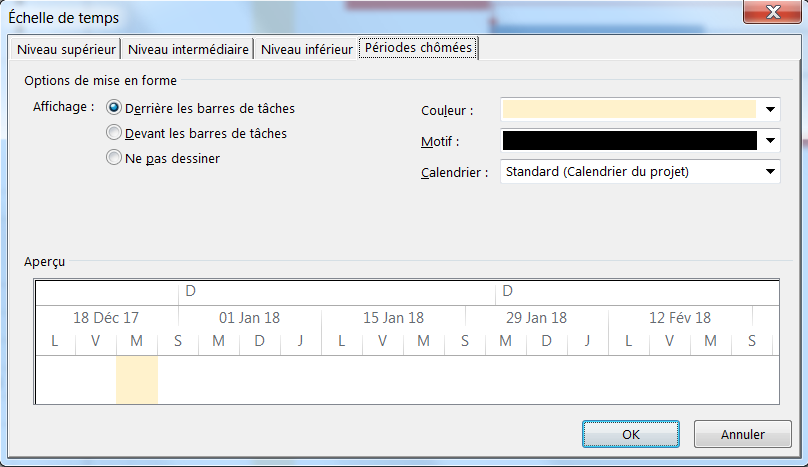 Échelle de temps
Niveau supérieur Niveau intermédiaire Niveau inférieur Périodes chômées
Options de mise en forme
Affichage : Derrière les barres de tâches
Devant les barres de tâches
Ne pas dessiner
Couleur :
Motif :
Calendrier : Standard (Calendrier du projet)
Aperçu
D D
18 Déc 17 01 Jan 18 15 Jan 18 29 Jan 18 12 Fév 18
L V M S M D J L V M S M D J L V M S
OK Annuler